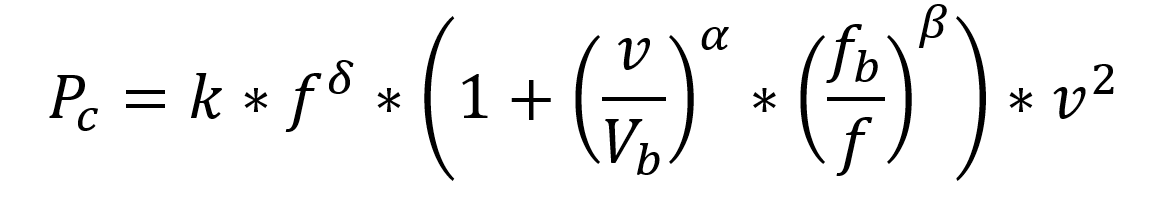 P_c = k * f^δ * (1 + (v/V_b)^α * (f_b/f)^β) * v^2